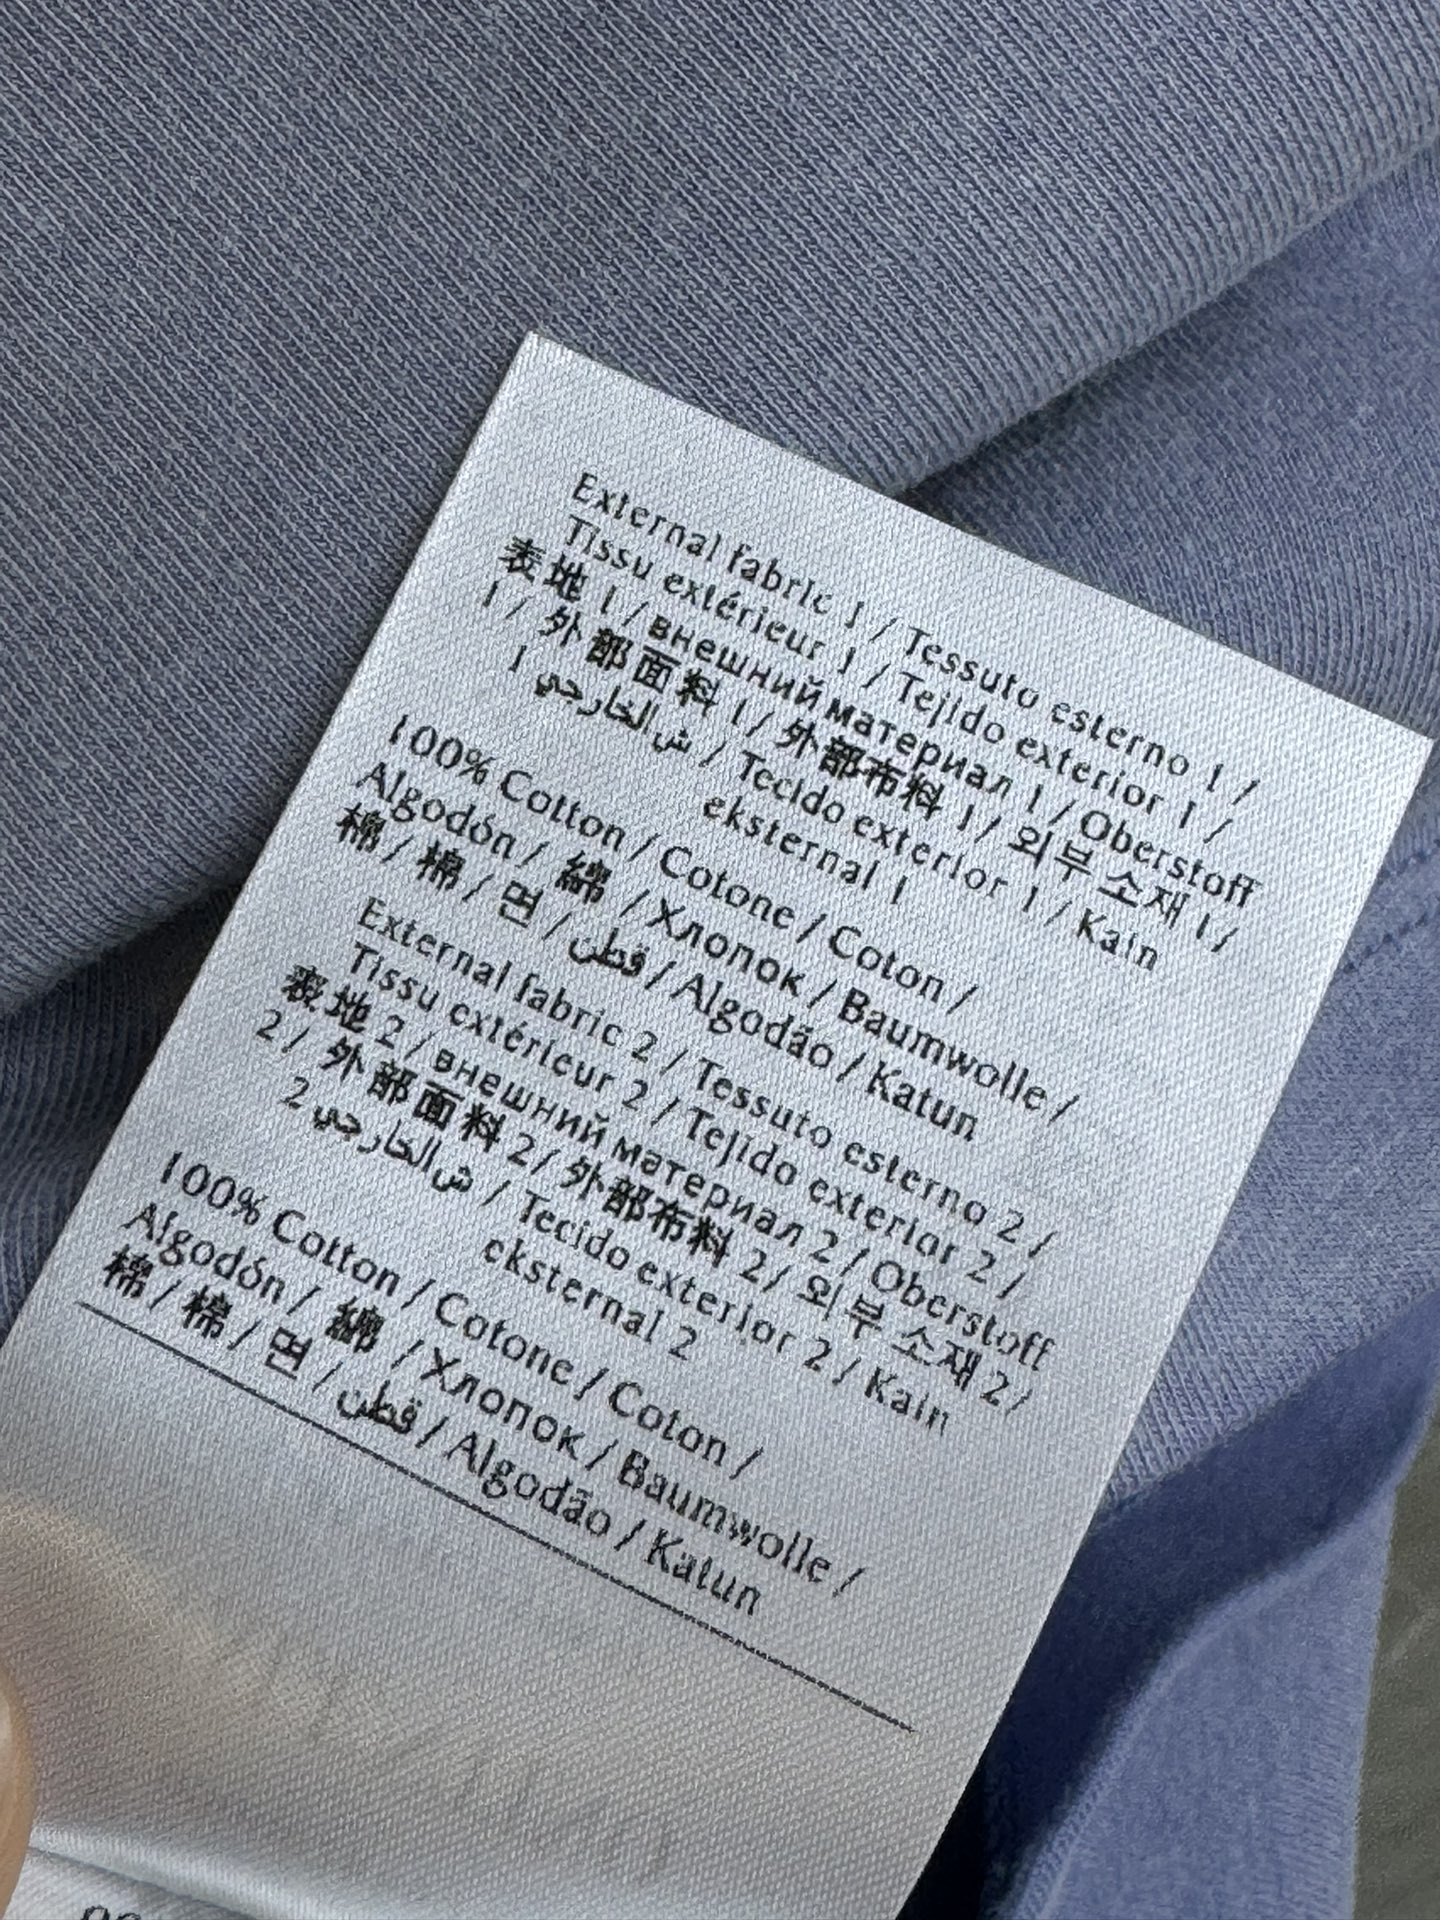 External fabric 1 / Tessuto esterno 1 /
Tissu extérieur 1 / Tejido exterior 1 /
表地 1 / внешний материал 1 / Oberstoff
1 / 外部面料 1 / 外部布料 1 / 외부 소재 1 /
1 ش الخارجي / Tecido exterior 1 / Kain
eksternal 1
100% Cotton / Cotone / Coton /
Algodón / 綿 / Хлопок / Baumwolle /
棉 / 棉 / 면 / قطن / Algodão / Katun
External fabric 2 / Tessuto esterno 2 /
Tissu extérieur 2 / Tejido exterior 2 /
表地 2 / внешний материал 2 / Oberstoff
2 / 外部面料 2 / 外部布料 2 / 외부 소재 2 /
2 ش الخارجي / Tecido exterior 2 / Kain
eksternal 2
100% Cotton / Cotone / Coton /
Algodón / 綿 / Хлопок / Baumwolle /
棉 / 棉 / 면 / قطن / Algodão / Katun